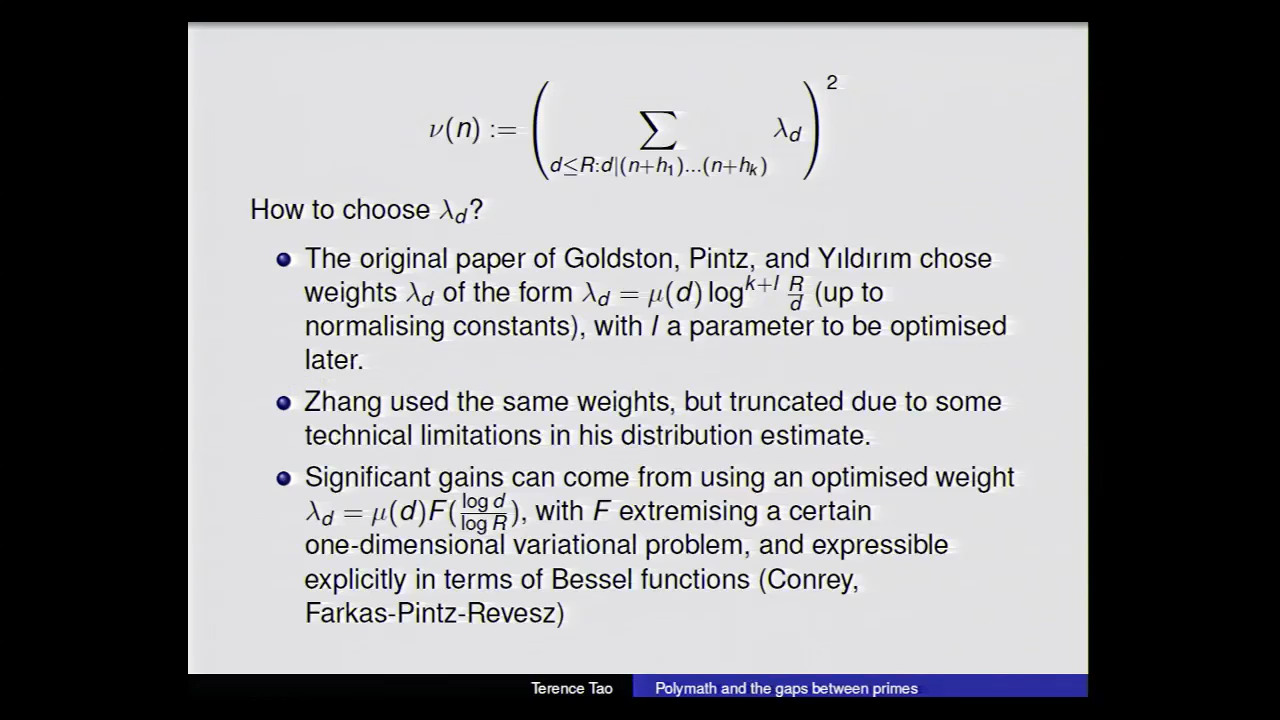 ν(n) := ( ∑_{d≤R:d|(n+h₁)...(n+hₖ)} λ_d )²
How to choose λ_d?
The original paper of Goldston, Pintz, and Yıldırım chose
weights λ_d of the form λ_d = μ(d) log^{k+l} \frac{R}{d} (up to
normalising constants), with l a parameter to be optimised
later.
Zhang used the same weights, but truncated due to some
technical limitations in his distribution estimate.
Significant gains can come from using an optimised weight
λ_d = μ(d)F(\frac{log d}{log R}), with F extremising a certain
one-dimensional variational problem, and expressible
explicitly in terms of Bessel functions (Conrey,
Farkas-Pintz-Revesz)
Terence Tao Polymath and the gaps between primes